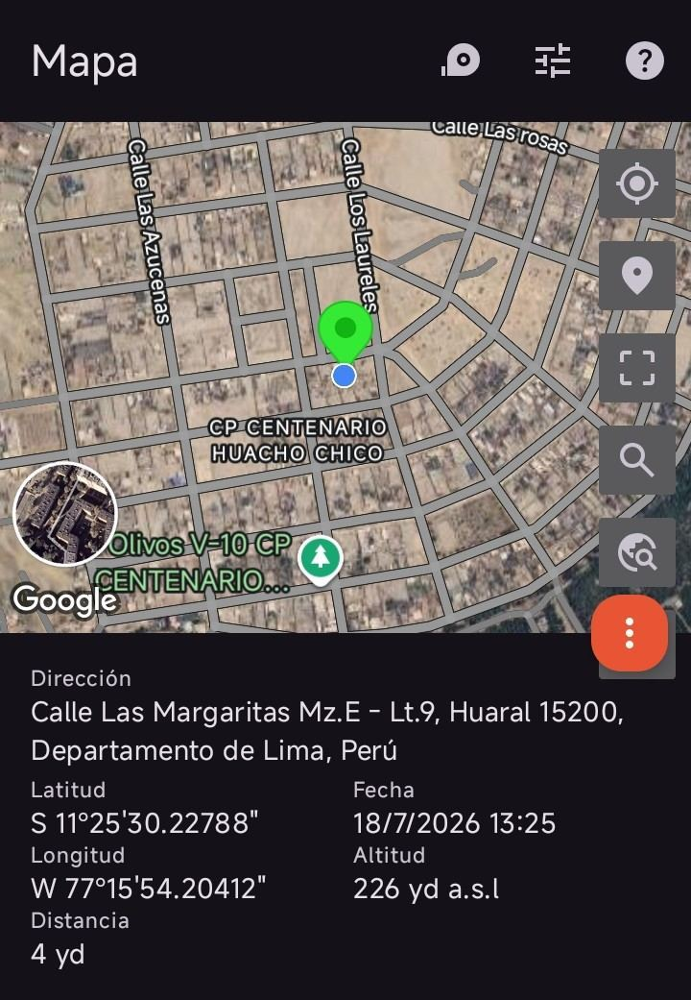 Mapa
Calle Las rosas
Calle Las Azucenas
Calle Los Laureles
CP CENTENARIO
HUACHO CHICO
Olivos V-10 CP
CENTENARIO...
Google
Dirección
Calle Las Margaritas Mz.E - Lt.9, Huaral 15200,
Departamento de Lima, Perú
Latitud
S 11°25'30.22788"
Fecha
18/7/2026 13:25
Longitud
W 77°15'54.20412"
Altitud
226 yd a.s.l
Distancia
4 yd